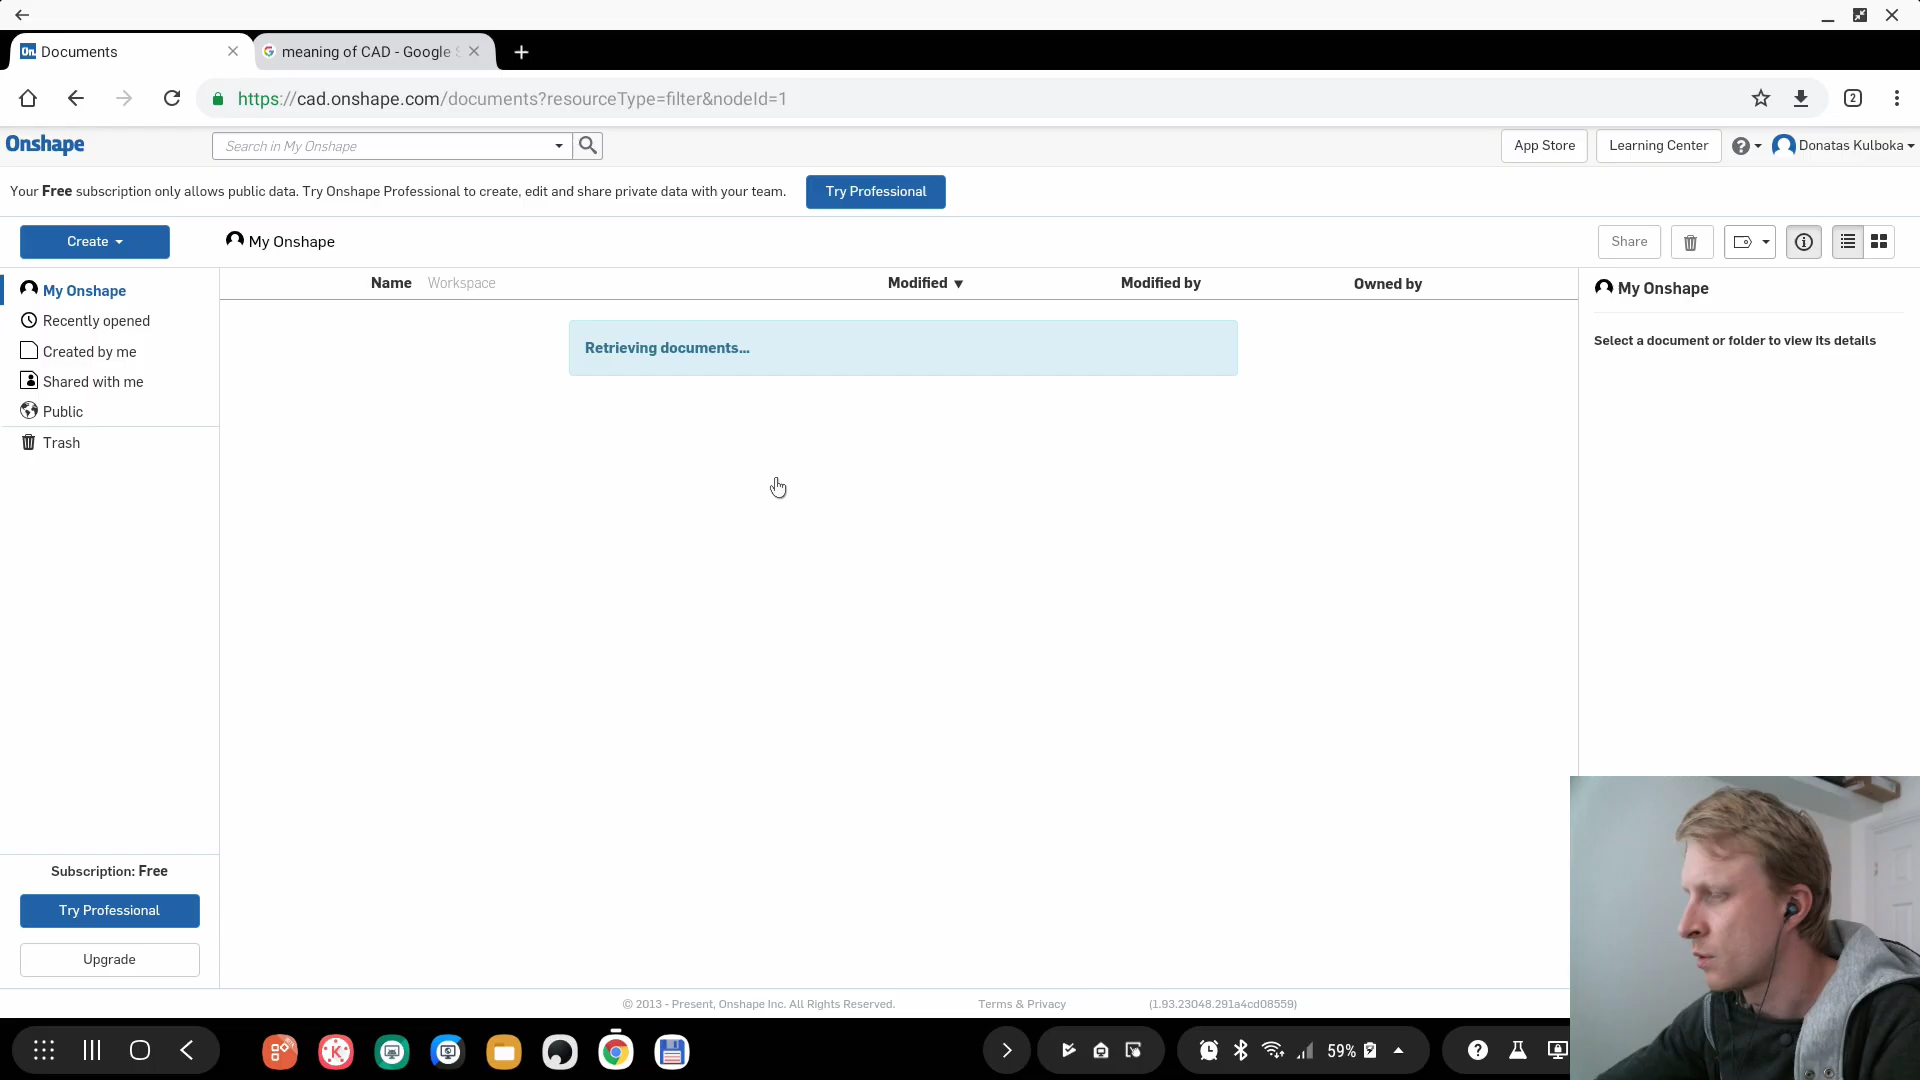 Documents
meaning of CAD - Google
https://cad.onshape.com/documents?resourceType=filter&nodeId=1
2
Onshape
Search in My Onshape
App Store
Learning Center
Donatas Kulboka
Your Free subscription only allows public data. Try Onshape Professional to create, edit and share private data with your team.
Try Professional
Create
My Onshape
Share
My Onshape
Recently opened
Created by me
Shared with me
Public
Trash
Name
Workspace
Modified
Modified by
Owned by
Retrieving documents...
My Onshape
Select a document or folder to view its details
Subscription: Free
Try Professional
Upgrade
© 2013 - Present, Onshape Inc. All Rights Reserved.
Terms & Privacy
(1.93.23048.291a4cd08559)
59%